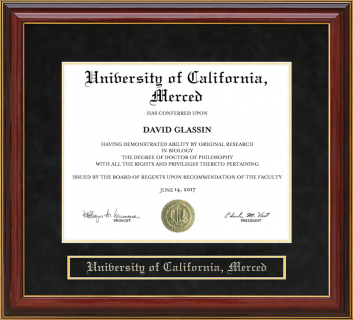 University of California,
Merced
HAS CONFERRED UPON
DAVID GLASSIN
HAVING DEMONSTRATED ABILITY BY ORIGINAL RESEARCH
IN BIOLOGY
THE DEGREE OF DOCTOR OF PHILOSOPHY
WITH ALL THE RIGHTS AND PRIVILEGES THERETO PERTAINING
ISSUED BY THE BOARD OF REGENTS UPON RECOMMENDATION OF THE FACULTY
JUNE 14, 2017
PROVOST
PRESIDENT
University of California, Merced